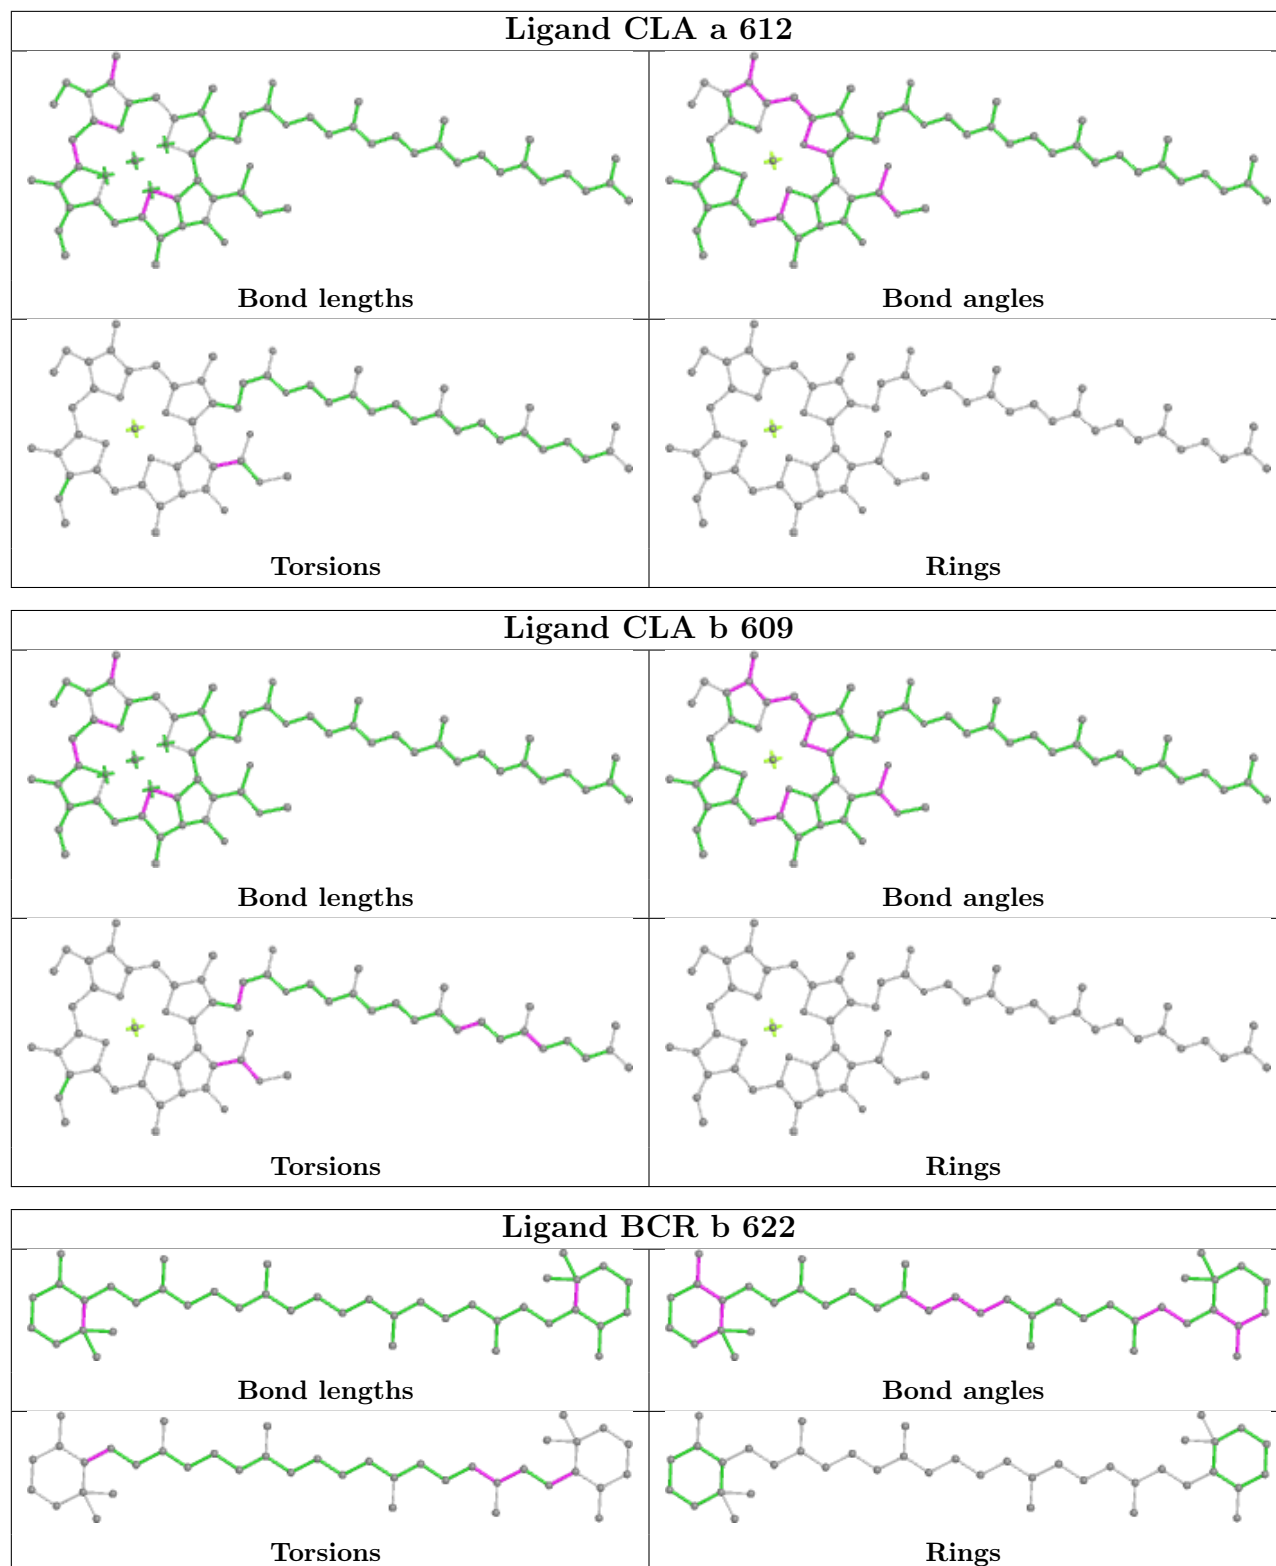 Ligand CLA a 612
Bond lengths
Bond angles
Torsions
Rings
Ligand CLA b 609
Bond lengths
Bond angles
Torsions
Rings
Ligand BCR b 622
Bond lengths
Bond angles
Torsions
Rings